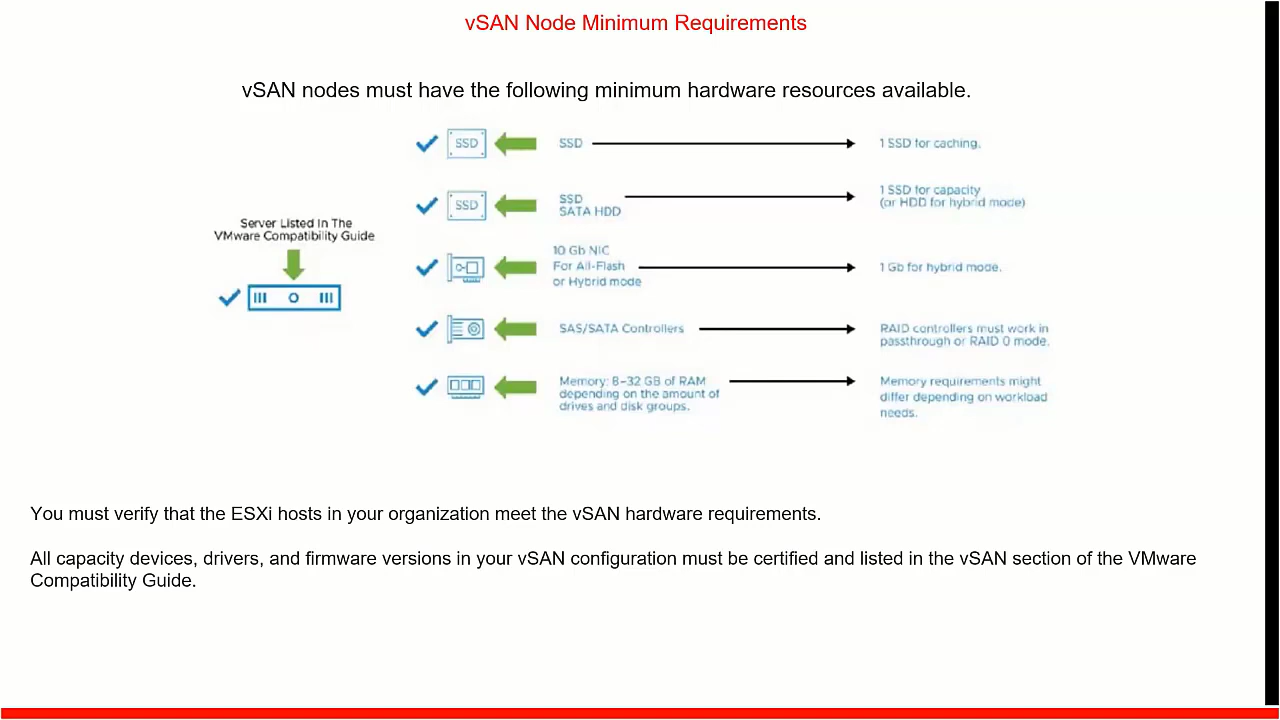 vSAN Node Minimum Requirements
vSAN nodes must have the following minimum hardware resources available.
SSD
SSD
1 SSD for caching.
SSD
SSD
SATA HDD
1 SSD for capacity
(or HDD for hybrid mode)
Server Listed In The
VMware Compatibility Guide
10 Gb NIC
For All-Flash
or Hybrid mode
1 Gb for hybrid mode.
SAS/SATA Controllers
RAID controllers must work in
passthrough or RAID 0 mode.
Memory: 8-32 GB of RAM
depending on the amount of
drives and disk groups.
Memory requirements might
differ depending on workload
needs.
You must verify that the ESXi hosts in your organization meet the vSAN hardware requirements.
All capacity devices, drivers, and firmware versions in your vSAN configuration must be certified and listed in the vSAN section of the VMware
Compatibility Guide.